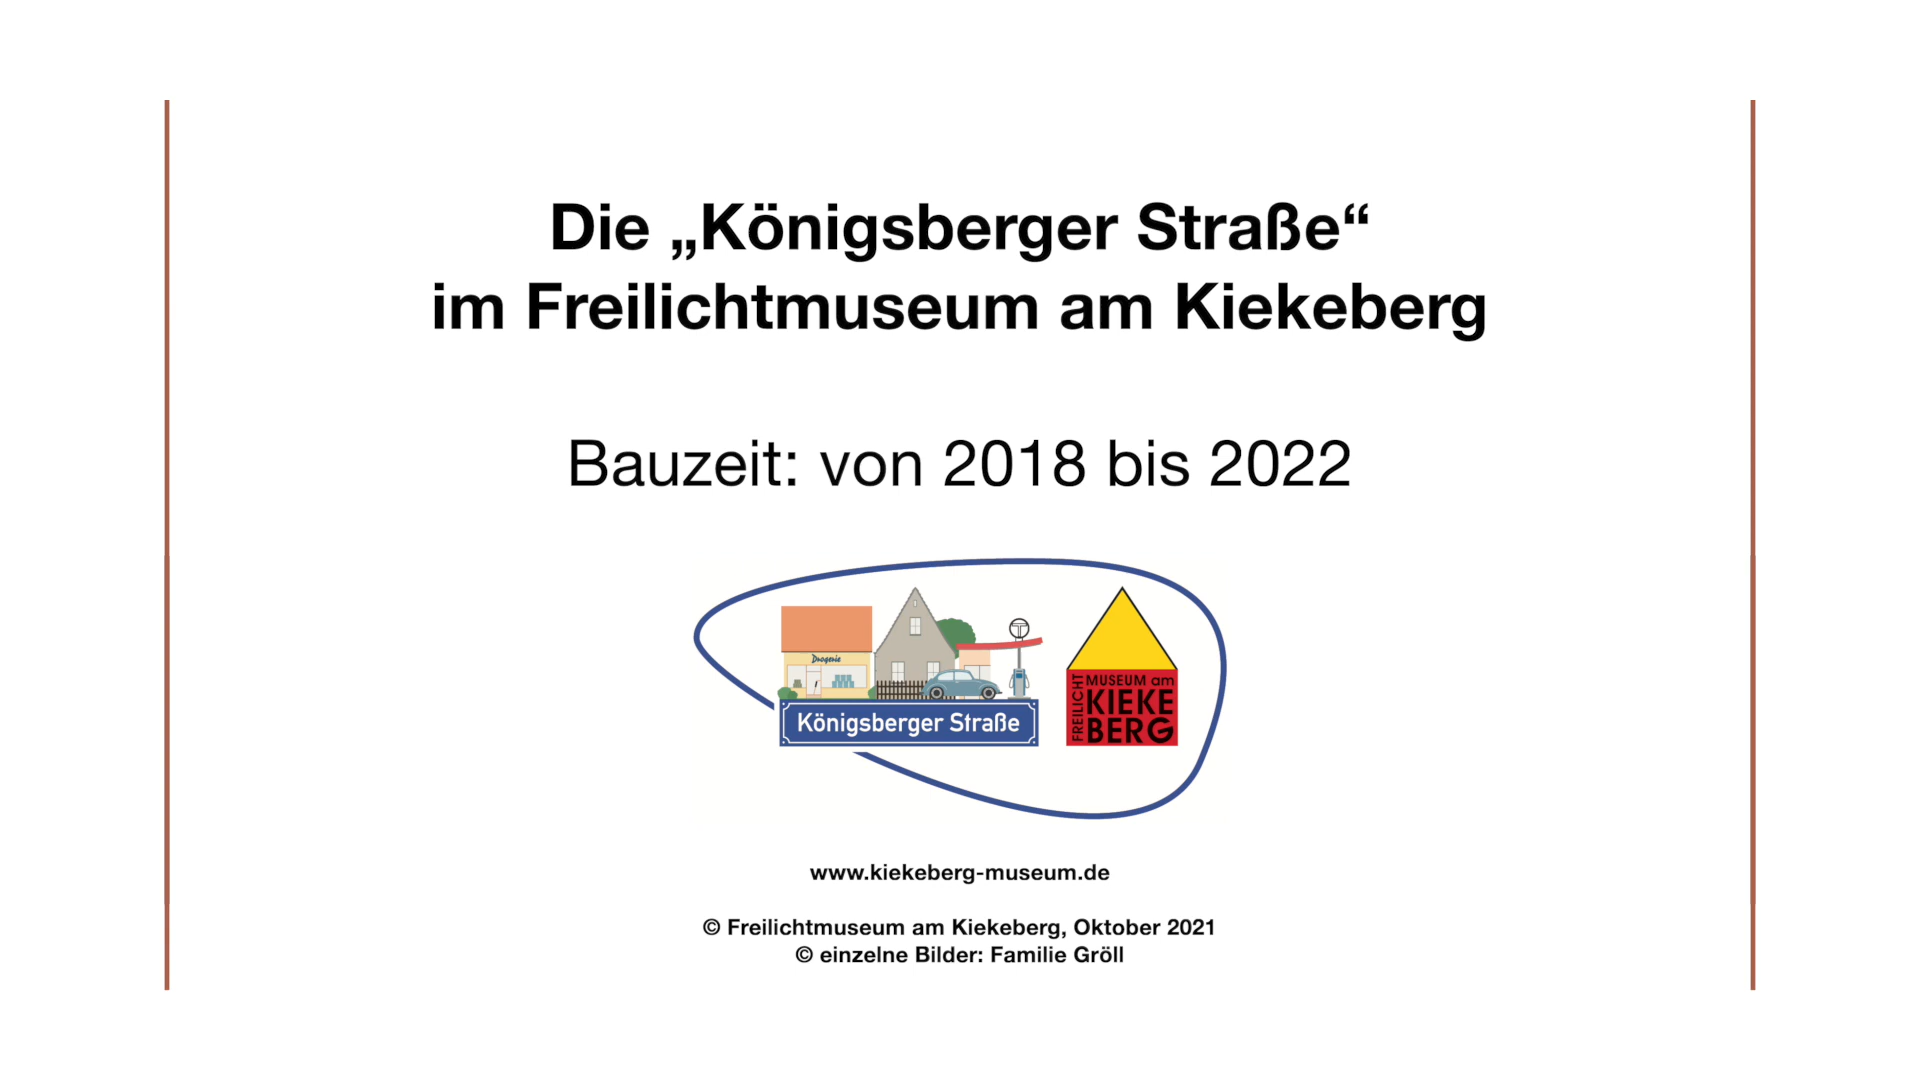 Die „Königsberger Straße“
im Freilichtmuseum am Kiekeberg
Bauzeit: von 2018 bis 2022
Drogerie
Königsberger Straße
T
FREILICHT
MUSEUM am
KIEKE
BERG
www.kiekeberg-museum.de
© Freilichtmuseum am Kiekeberg, Oktober 2021
© einzelne Bilder: Familie Gröll